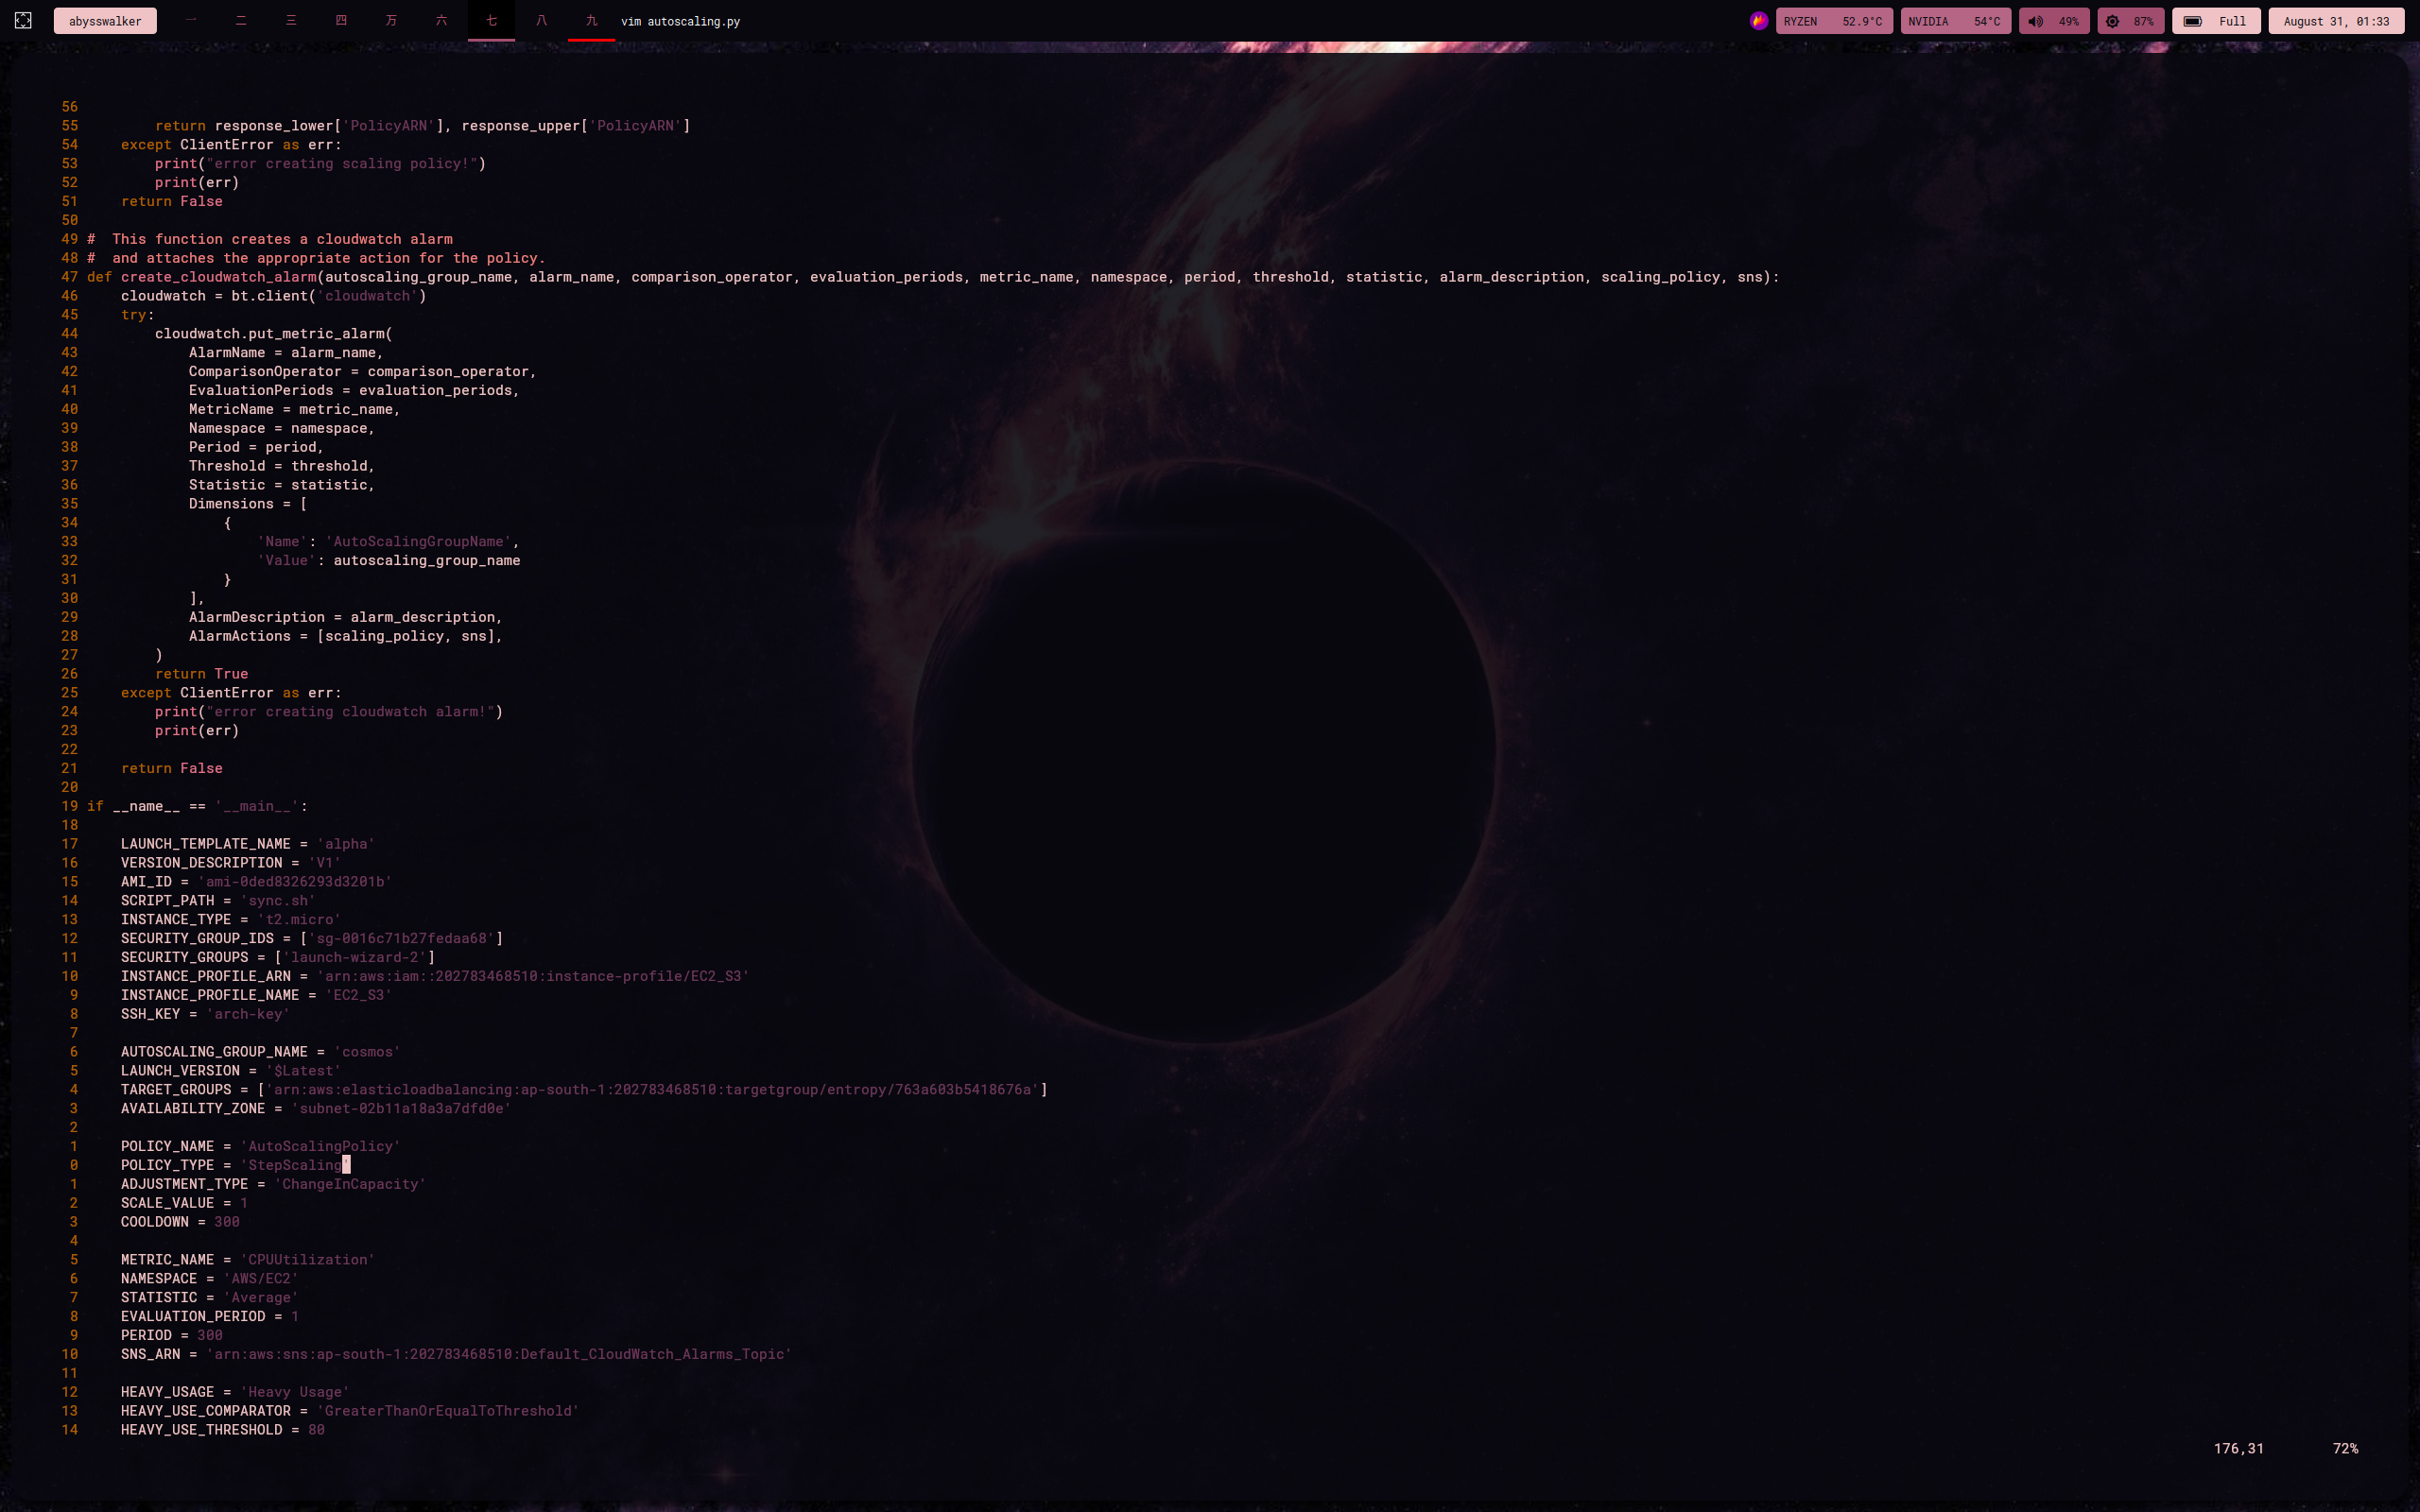 abysswalker 一 二 三 四 万 六 七 八 九 vim autoscaling.py RYZEN 52.9°C NVIDIA 54°C 49% 87% Full August 31, 01:33
56
55         return response_lower['PolicyARN'], response_upper['PolicyARN']
54     except ClientError as err:
53         print("error creating scaling policy!")
52         print(err)
51     return False
50
49 #  This function creates a cloudwatch alarm
48 #  and attaches the appropriate action for the policy.
47 def create_cloudwatch_alarm(autoscaling_group_name, alarm_name, comparison_operator, evaluation_periods, metric_name, namespace, period, threshold, statistic, alarm_description, scaling_policy, sns):
46     cloudwatch = bt.client('cloudwatch')
45     try:
44         cloudwatch.put_metric_alarm(
43             AlarmName = alarm_name,
42             ComparisonOperator = comparison_operator,
41             EvaluationPeriods = evaluation_periods,
40             MetricName = metric_name,
39             Namespace = namespace,
38             Period = period,
37             Threshold = threshold,
36             Statistic = statistic,
35             Dimensions = [
34                 {
33                     'Name': 'AutoScalingGroupName',
32                     'Value': autoscaling_group_name
31                 }
30             ],
29             AlarmDescription = alarm_description,
28             AlarmActions = [scaling_policy, sns],
27         )
26         return True
25     except ClientError as err:
24         print("error creating cloudwatch alarm!")
23         print(err)
22
21     return False
20
19 if __name__ == '__main__':
18
17     LAUNCH_TEMPLATE_NAME = 'alpha'
16     VERSION_DESCRIPTION = 'V1'
15     AMI_ID = 'ami-0ded8326293d3201b'
14     SCRIPT_PATH = 'sync.sh'
13     INSTANCE_TYPE = 't2.micro'
12     SECURITY_GROUP_IDS = ['sg-0016c71b27fedaa68']
11     SECURITY_GROUPS = ['launch-wizard-2']
10     INSTANCE_PROFILE_ARN = 'arn:aws:iam::202783468510:instance-profile/EC2_S3'
9     INSTANCE_PROFILE_NAME = 'EC2_S3'
8     SSH_KEY = 'arch-key'
7
6     AUTOSCALING_GROUP_NAME = 'cosmos'
5     LAUNCH_VERSION = '$Latest'
4     TARGET_GROUPS = ['arn:aws:elasticloadbalancing:ap-south-1:202783468510:targetgroup/entropy/763a603b5418676a']
3     AVAILABILITY_ZONE = 'subnet-02b11a18a3a7dfd0e'
2
1     POLICY_NAME = 'AutoScalingPolicy'
0     POLICY_TYPE = 'StepScaling'
1     ADJUSTMENT_TYPE = 'ChangeInCapacity'
2     SCALE_VALUE = 1
3     COOLDOWN = 300
4
5     METRIC_NAME = 'CPUUtilization'
6     NAMESPACE = 'AWS/EC2'
7     STATISTIC = 'Average'
8     EVALUATION_PERIOD = 1
9     PERIOD = 300
10     SNS_ARN = 'arn:aws:sns:ap-south-1:202783468510:Default_CloudWatch_Alarms_Topic'
11
12     HEAVY_USAGE = 'Heavy Usage'
13     HEAVY_USE_COMPARATOR = 'GreaterThanOrEqualToThreshold'
14     HEAVY_USE_THRESHOLD = 80
176,31 72%